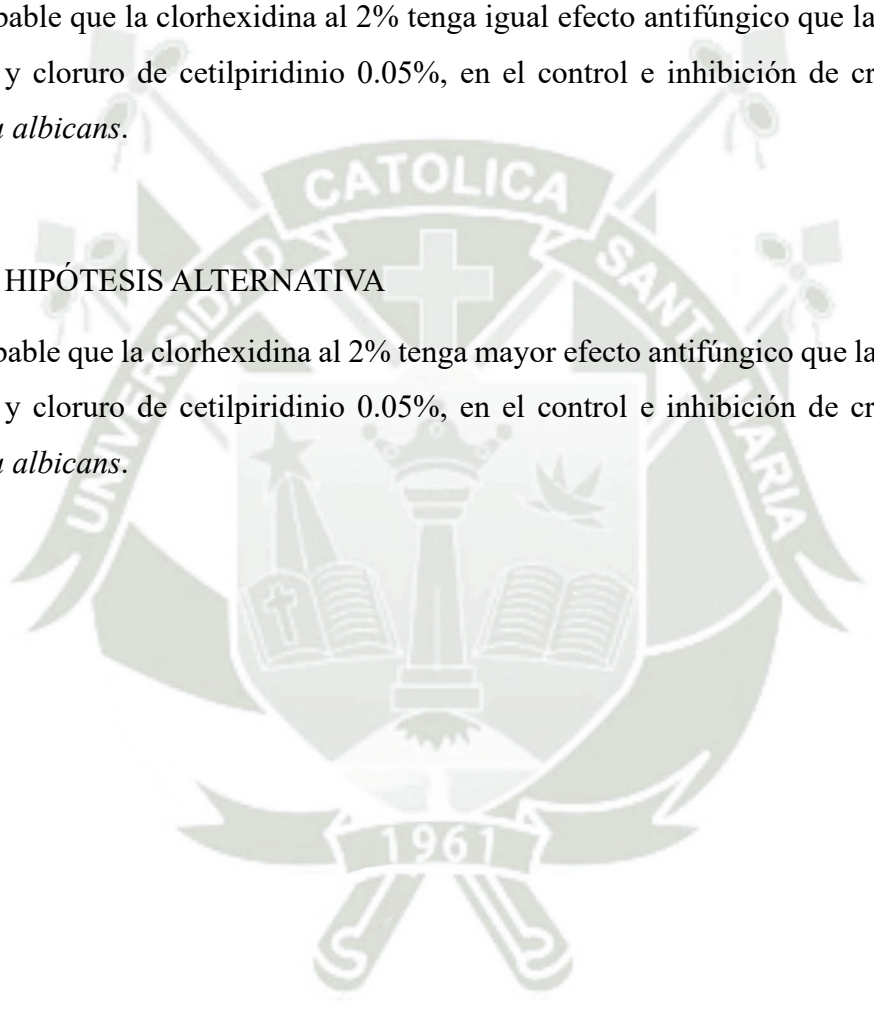 bable que la clorhexidina al 2% tenga igual efecto antifúngico que la
y cloruro de cetilpiridinio 0.05%, en el control e inhibición de cr
albicans.
CATOLICA
UNIVERSIDAD
SANTA MARIA
HIPÓTESIS ALTERNATIVA
bable que la clorhexidina al 2% tenga mayor efecto antifúngico que la
y cloruro de cetilpiridinio 0.05%, en el control e inhibición de cr
albicans.
1961